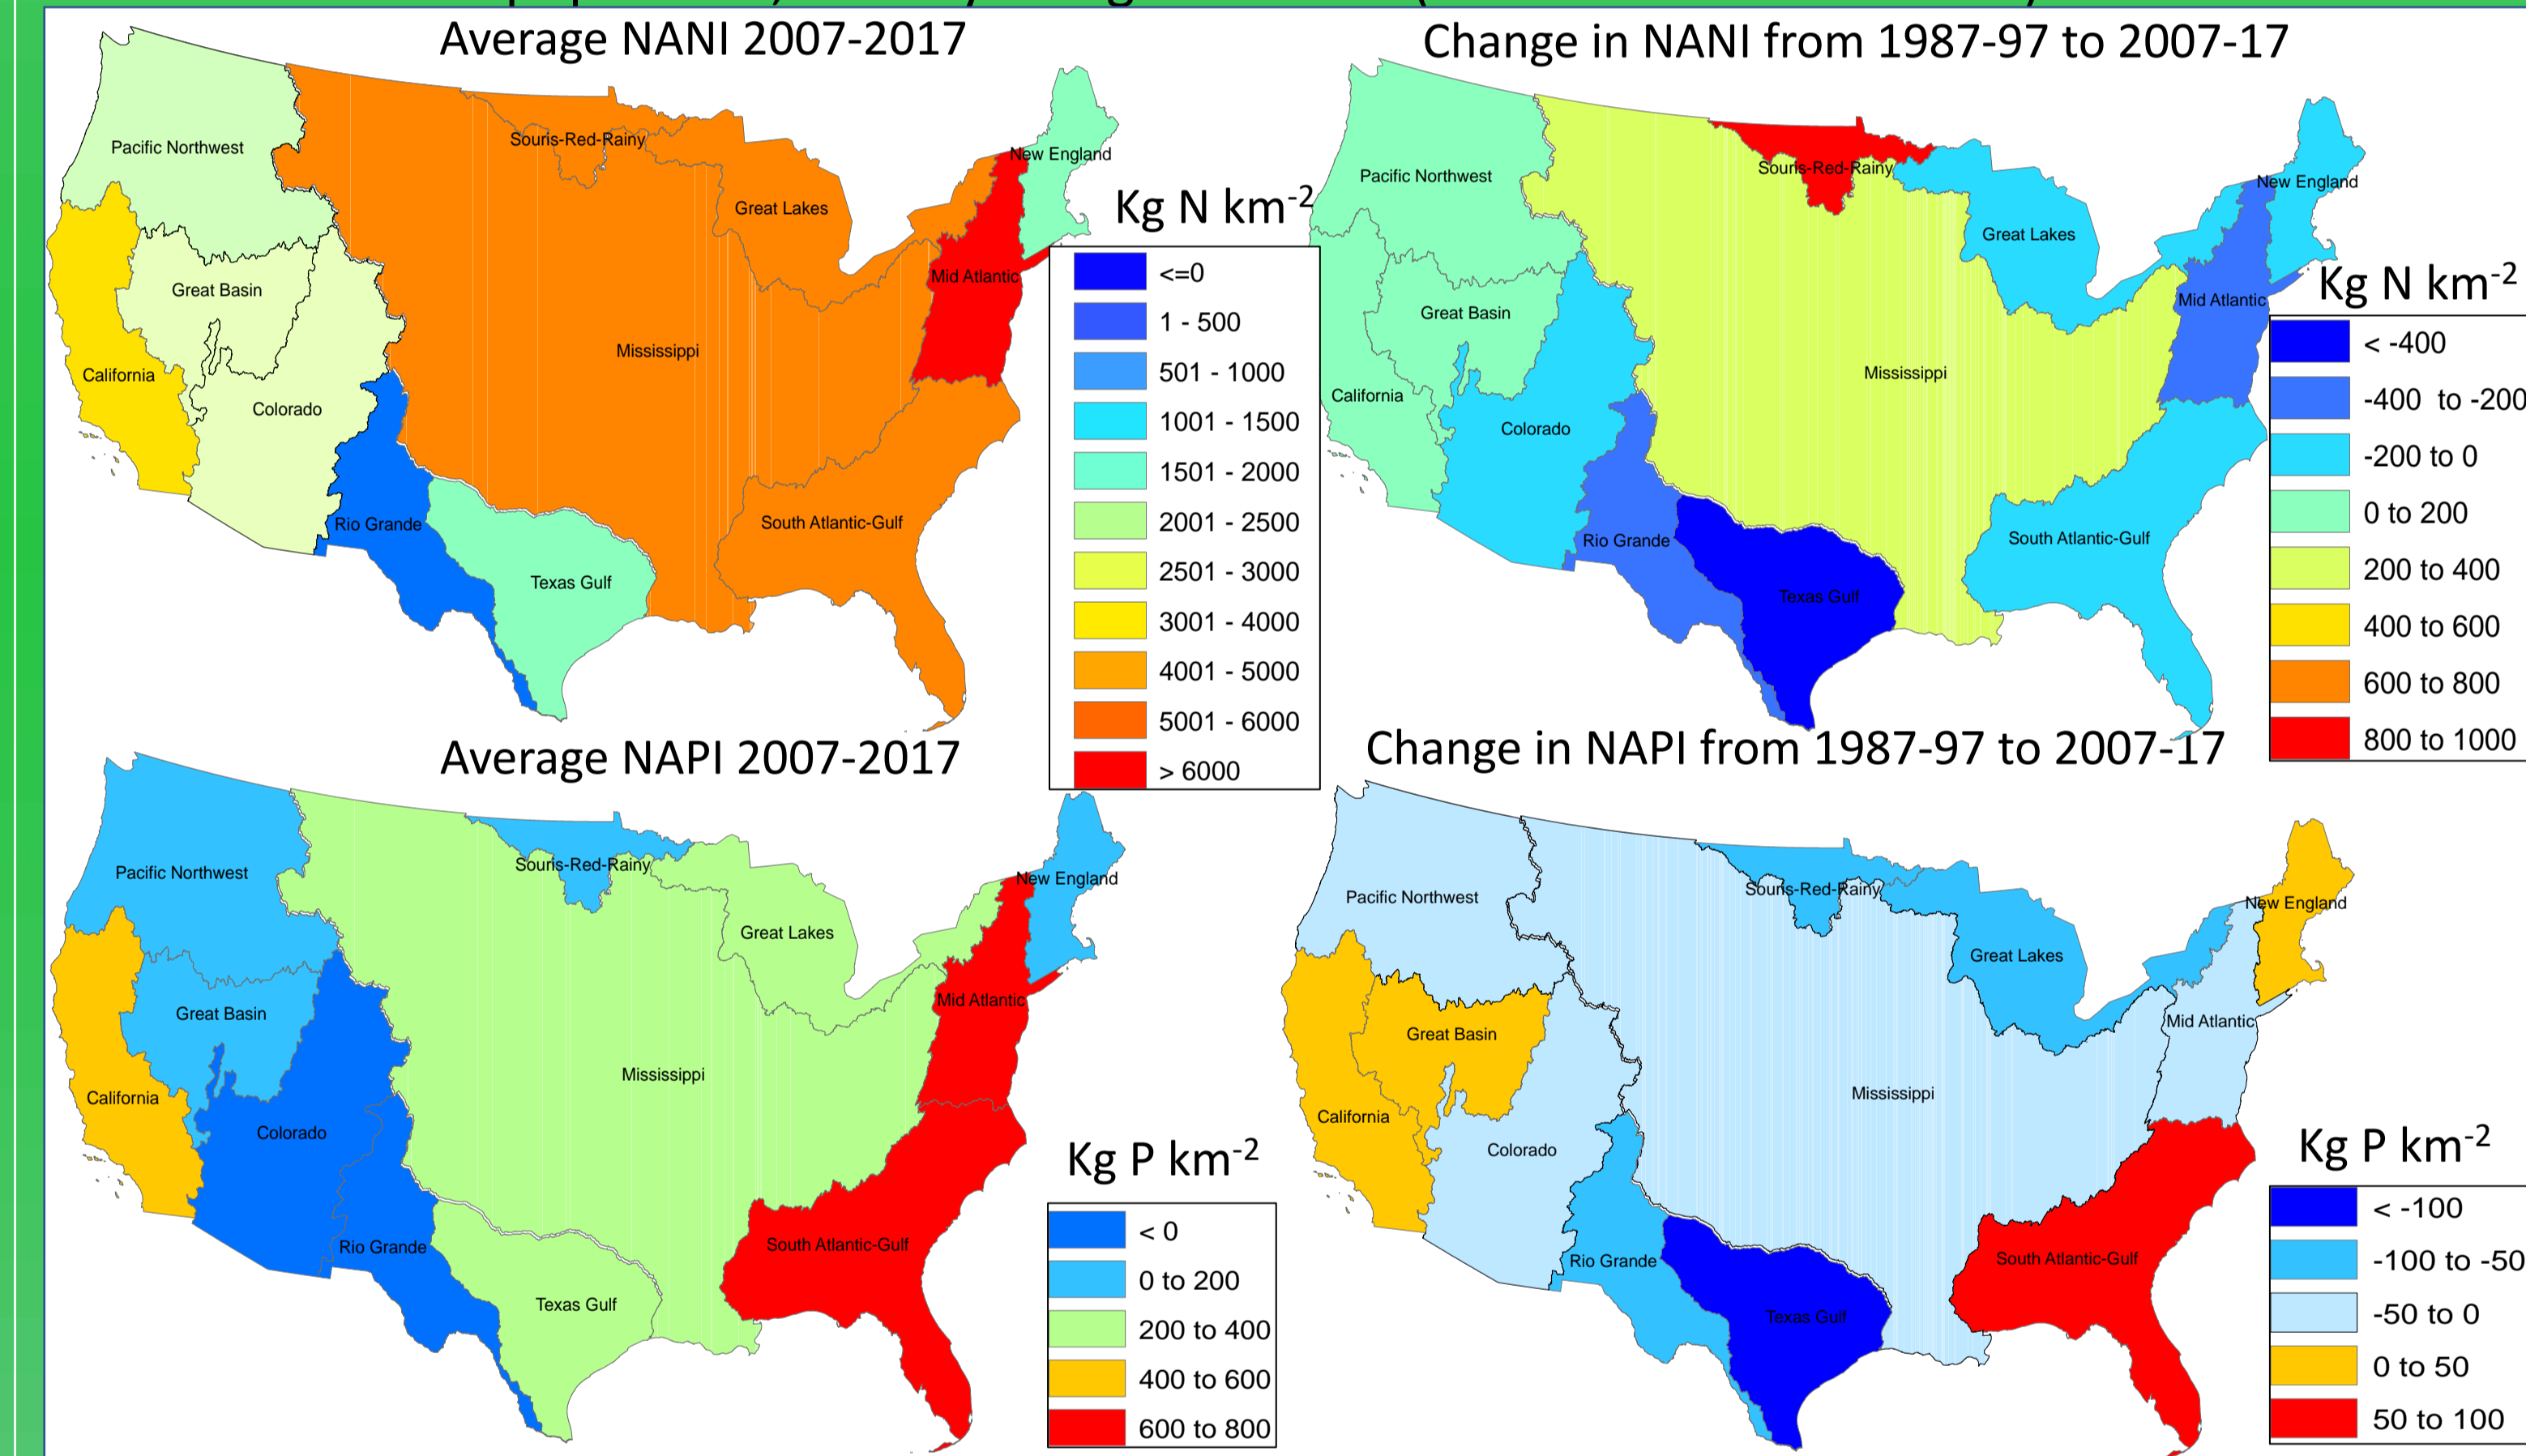 Average NANI 2007-2017
Pacific Northwest
Souris-Red-Rainy
New England
Great Lakes
California
Great Basin
Mid Atlantic
Mississippi
Colorado
Rio Grande
South Atlantic-Gulf
Texas Gulf
Kg N km-2
<=0
1 - 500
501 - 1000
1001 - 1500
1501 - 2000
2001 - 2500
2501 - 3000
3001 - 4000
4001 - 5000
5001 - 6000
> 6000
Change in NANI from 1987-97 to 2007-17
Pacific Northwest
Souris-Red-Rainy
New England
Great Lakes
Great Basin
Mid Atlantic
Mississippi
California
Colorado
Rio Grande
South Atlantic-Gulf
Texas Gulf
Kg N km-2
< -400
-400 to -200
-200 to 0
0 to 200
200 to 400
400 to 600
600 to 800
800 to 1000
Average NAPI 2007-2017
Pacific Northwest
Souris-Red-Rainy
New England
Great Lakes
Great Basin
Mid Atlantic
Mississippi
California
Colorado
Rio Grande
South Atlantic-Gulf
Texas Gulf
Kg P km-2
< 0
0 to 200
200 to 400
400 to 600
600 to 800
Change in NAPI from 1987-97 to 2007-17
Pacific Northwest
Souris-Red-Rainy
New England
Great Lakes
Great Basin
Mid Atlantic
Mississippi
California
Colorado
Rio Grande
South Atlantic-Gulf
Texas Gulf
Kg P km-2
< -100
-100 to -50
-50 to 0
0 to 50
50 to 100